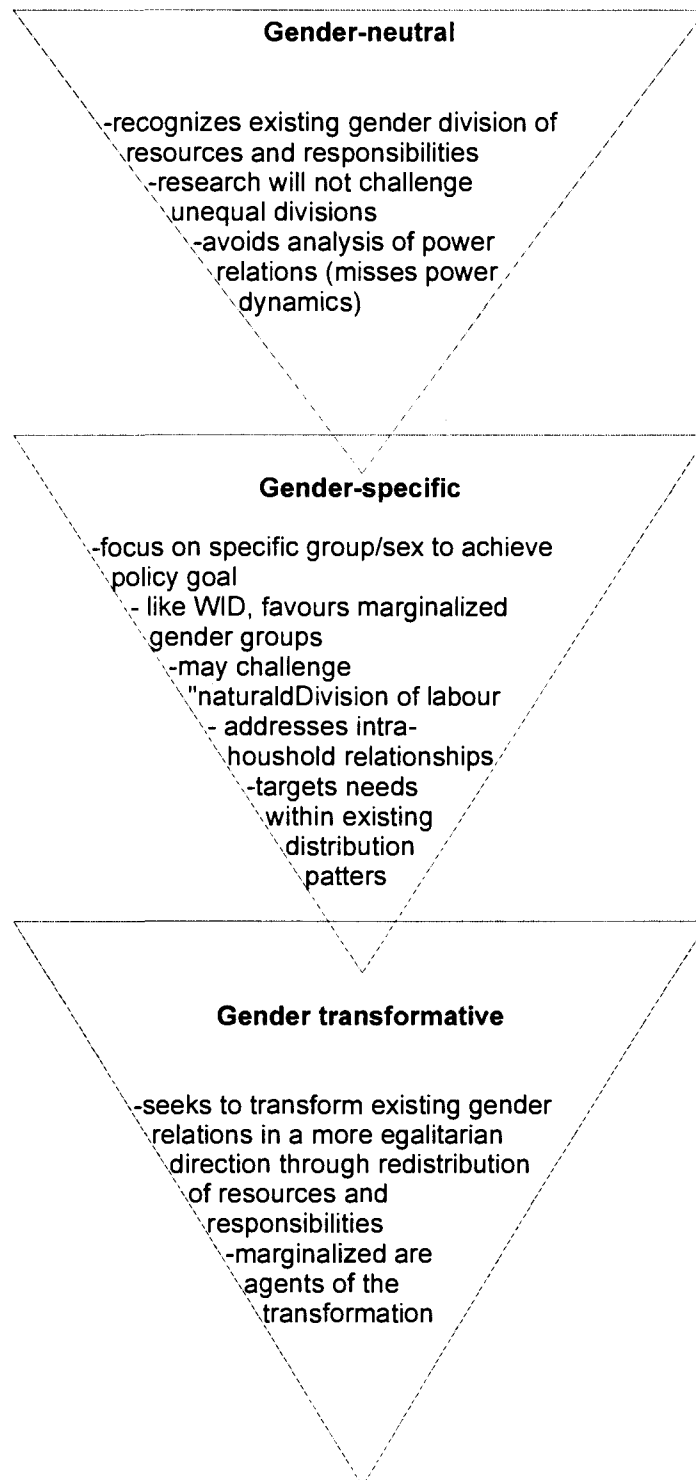 Gender-neutral
-recognizes existing gender division of
resources and responsibilities
-research will not challenge
unequal divisions
-avoids analysis of power
relations (misses power
dynamics)
Gender-specific
-focus on specific group/sex to achieve
policy goal
- like WID, favours marginalized
gender groups
-may challenge
"naturaldDivision of labour
- addresses intra-
houshold relationships
-targets needs
within existing
distribution
patters
Gender transformative
-seeks to transform existing gender
relations in a more egalitarian
direction through redistribution
of resources and
responsibilities
-marginalized are
agents of the
transformation